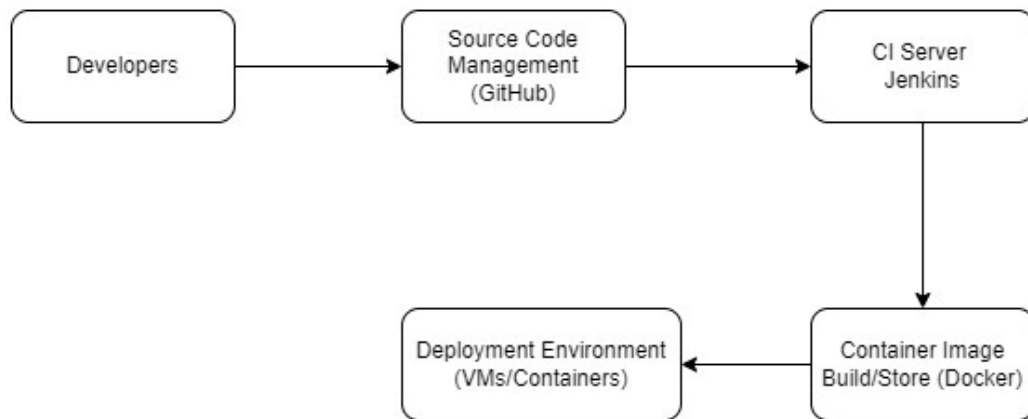 Developers
Source Code
Management
(GitHub)
CI Server
Jenkins
Deployment Environment
(VMs/Containers)
Container Image
Build/Store (Docker)